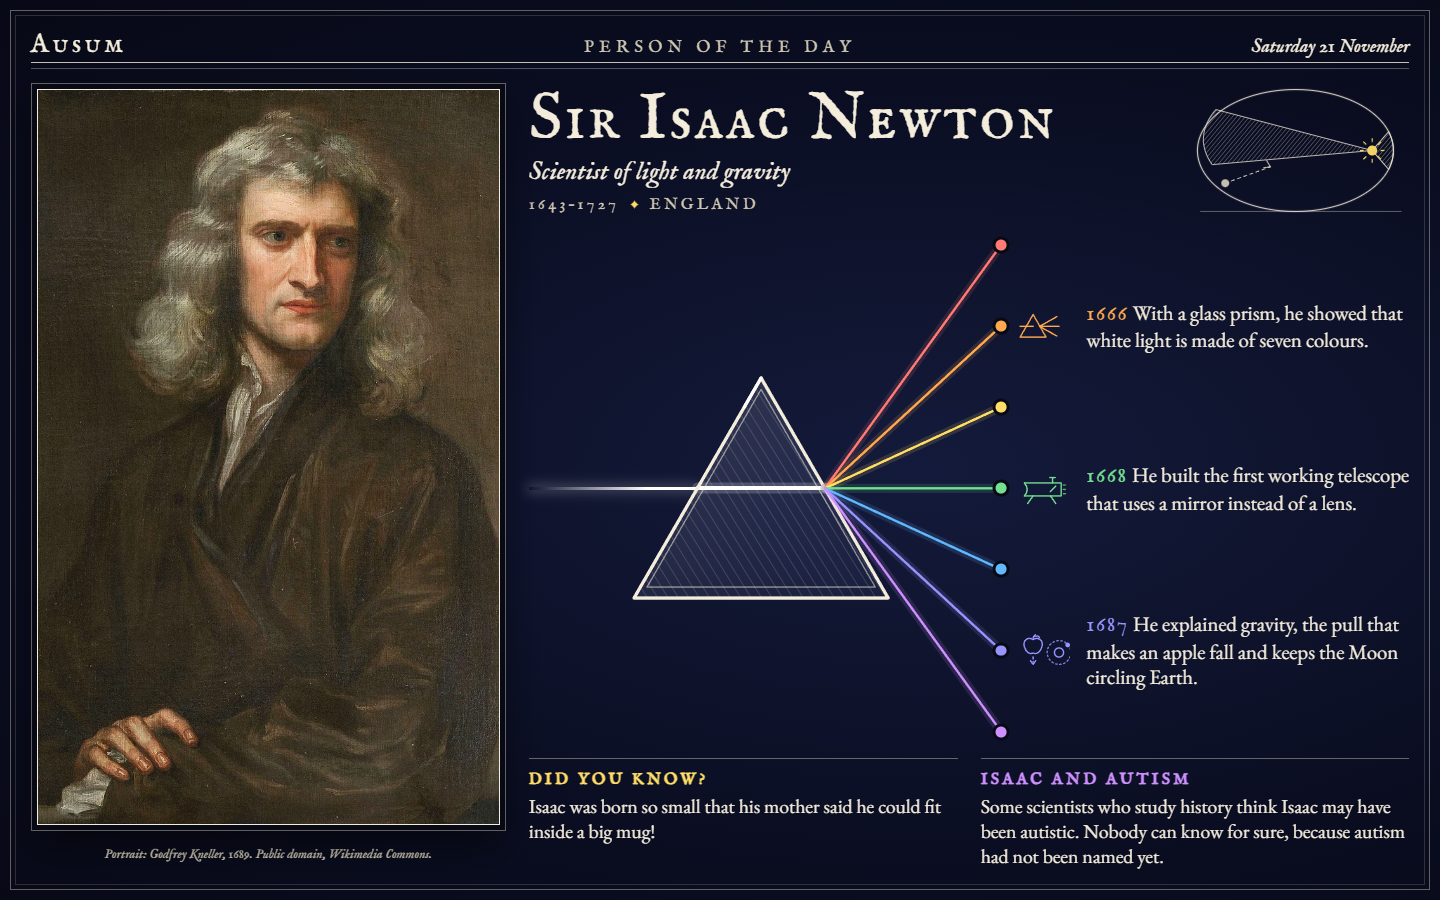 Ausum
PERSON OF THE DAY
Saturday 21 November
Sir Isaac Newton
Scientist of light and gravity
1643–1727 ✦ ENGLAND
1666 With a glass prism, he showed that
white light is made of seven colours.
1668 He built the first working telescope
that uses a mirror instead of a lens.
1687 He explained gravity, the pull that
makes an apple fall and keeps the Moon
circling Earth.
DID YOU KNOW?
Isaac was born so small that his mother said he could fit
inside a big mug!
ISAAC AND AUTISM
Some scientists who study history think Isaac may have
been autistic. Nobody can know for sure, because autism
had not been named yet.
Portrait: Godfrey Kneller, 1689. Public domain, Wikimedia Commons.